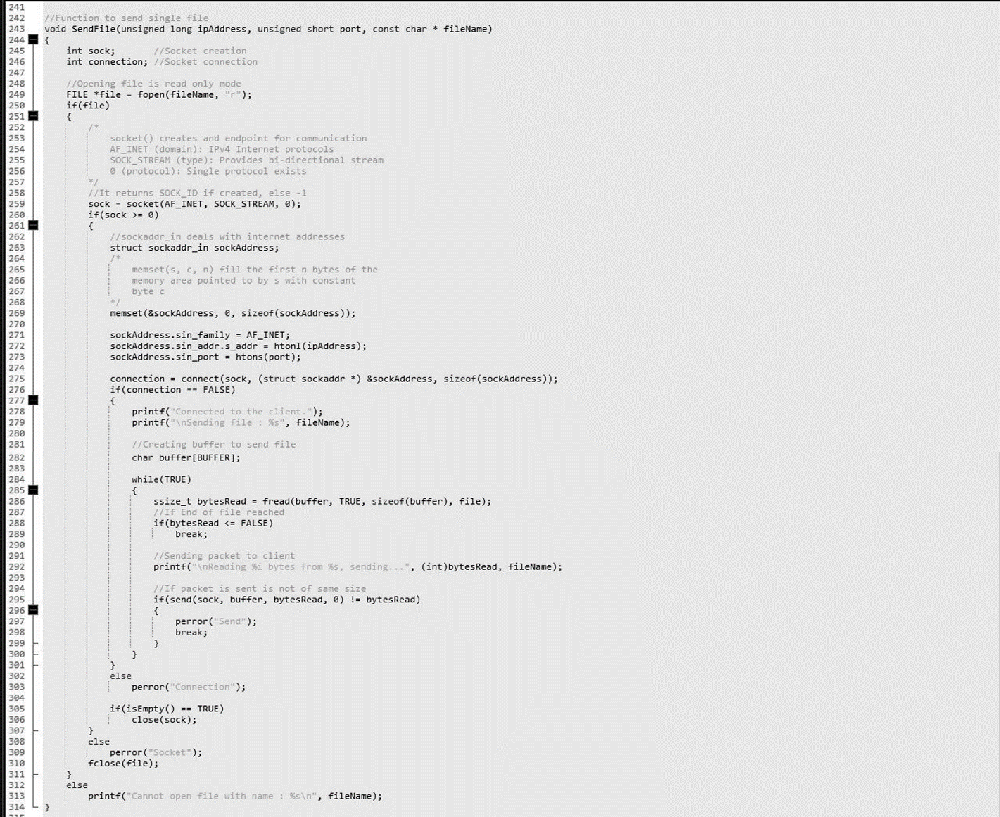 241
242 //Function to send single file
243 void SendFile(unsigned long ipAddress, unsigned short port, const char * fileName)
244 {
245     int sock;       //Socket creation
246     int connection; //Socket connection
247
248     //Opening file is read only mode
249     FILE *file = fopen(fileName, "r");
250     if(file)
251     {
252         /*
253             socket() creates and endpoint for communication
254             AF_INET (domain): IPv4 Internet protocols
255             SOCK_STREAM (type): Provides bi-directional stream
256             0 (protocol): Single protocol exists
257         */
258         //It returns SOCK_ID if created, else -1
259         sock = socket(AF_INET, SOCK_STREAM, 0);
260         if(sock >= 0)
261         {
262             //sockaddr_in deals with internet addresses
263             struct sockaddr_in sockAddress;
264             /*
265                 memset(s, c, n) fill the first n bytes of the
266                 memory area pointed to by s with constant
267                 byte c
268             */
269             memset(&sockAddress, 0, sizeof(sockAddress));
270
271             sockAddress.sin_family = AF_INET;
272             sockAddress.sin_addr.s_addr = htonl(ipAddress);
273             sockAddress.sin_port = htons(port);
274
275             connection = connect(sock, (struct sockaddr *) &sockAddress, sizeof(sockAddress));
276             if(connection == FALSE)
277             {
278                 printf("Connected to the client.");
279                 printf("\nSending file : %s", fileName);
280
281                 //Creating buffer to send file
282                 char buffer[BUFFER];
283
284                 while(TRUE)
285                 {
286                     ssize_t bytesRead = fread(buffer, TRUE, sizeof(buffer), file);
287                     //If End of file reached
288                     if(bytesRead <= FALSE)
289                         break;
290
291                     //Sending packet to client
292                     printf("\nReading %i bytes from %s, sending...", (int)bytesRead, fileName);
293
294                     //If packet is sent is not of same size
295                     if(send(sock, buffer, bytesRead, 0) != bytesRead)
296                     {
297                         perror("Send");
298                         break;
299                     }
300                 }
301             }
302             else
303                 perror("Connection");
304
305             if(isEmpty() == TRUE)
306                 close(sock);
307         }
308         else
309             perror("Socket");
310         fclose(file);
311     }
312     else
313         printf("Cannot open file with name : %s\n", fileName);
314 }